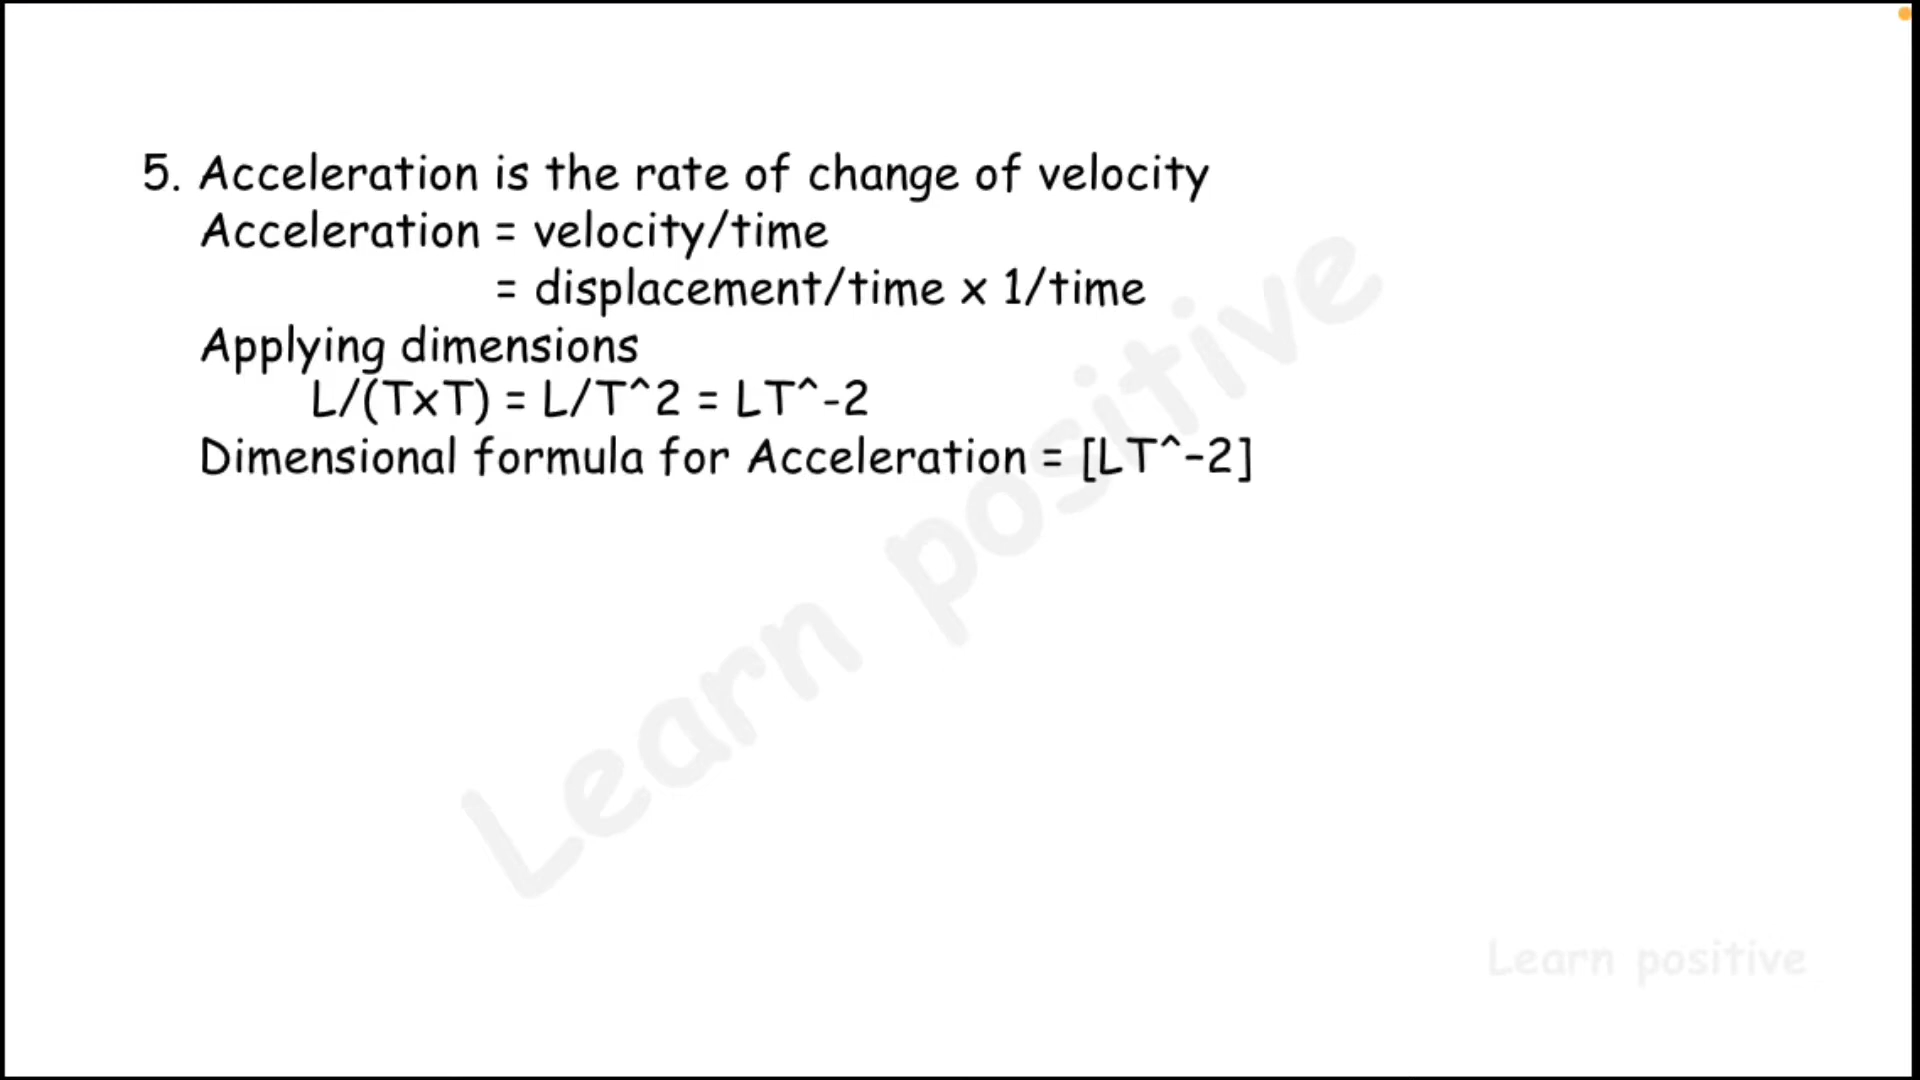 5. Acceleration is the rate of change of velocity
Acceleration = velocity/time
= displacement/time x 1/time
Applying dimensions
L/(TxT) = L/T^2 = LT^-2
Dimensional formula for Acceleration = [LT^-2]
Learn positive
Learn positive